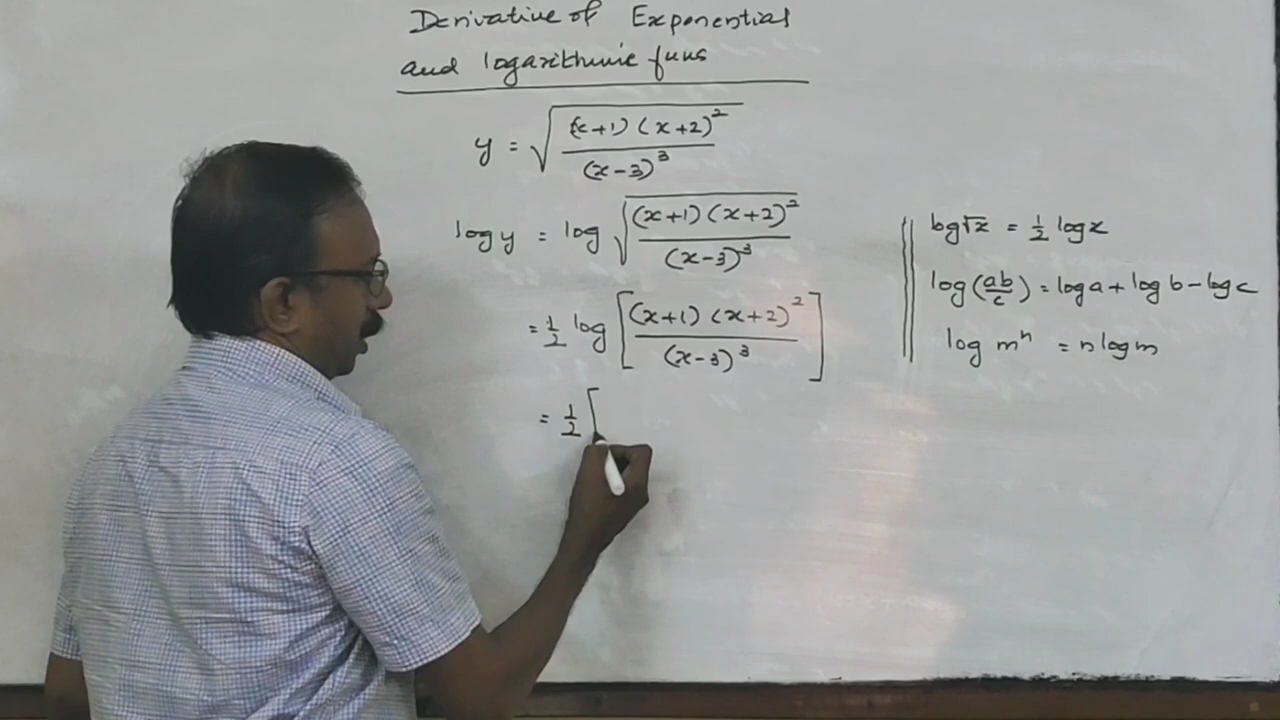 Derivative of Exponential
and logarithmic funs
y = √((x+1)(x+2)²/(x-3)³)
log y = log √((x+1)(x+2)²/(x-3)³)
= 1/2 log [(x+1)(x+2)²/(x-3)³]
= 1/2 [
log√x = 1/2 log x
log(ab/c) = log a + log b - log c
log mⁿ = n log m